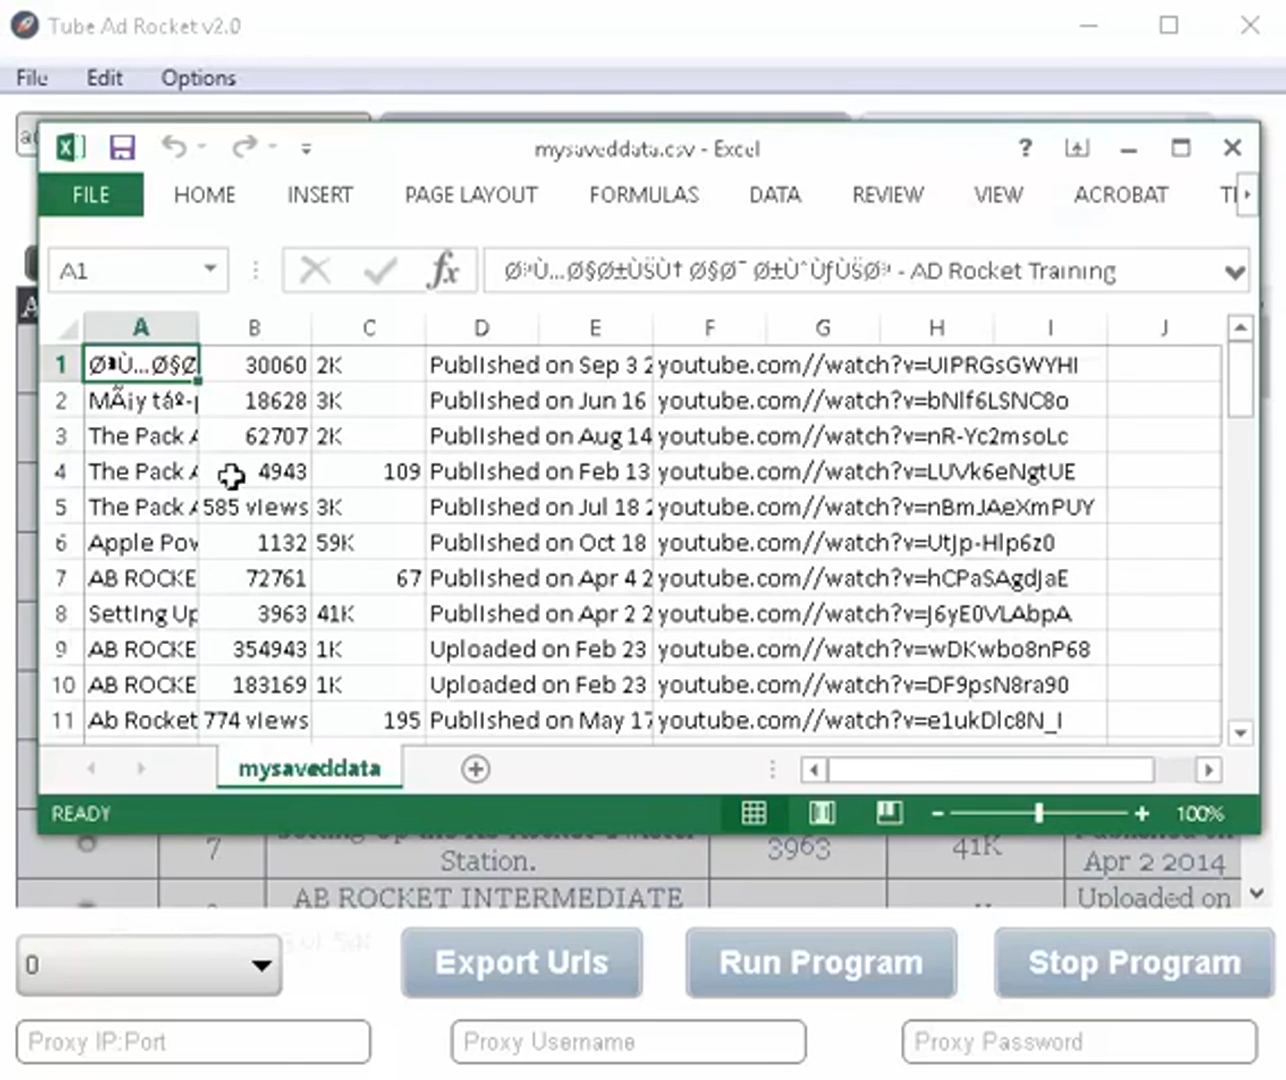 Tube Ad Rocket v2.0
File Edit Options
mysaveddata.csv - Excel
FILE HOME INSERT PAGE LAYOUT FORMULAS DATA REVIEW VIEW ACROBAT
A1 fx - AD Rocket Training
A B C D E F G H I J
1 30060 2K Published on Sep 3 2 youtube.com//watch?v=UIPRGsGWYHI
2 18628 3K Published on Jun 16 youtube.com//watch?v=bNlf6LSNC8o
3 The Pack A 62707 2K Published on Aug 14 youtube.com//watch?v=nR-Yc2msoLc
4 The Pack A 4943 109 Published on Feb 13 youtube.com//watch?v=LUVk6eNgtUE
5 The Pack A 585 views 3K Published on Jul 18 2 youtube.com//watch?v=nBmJAeXmPUY
6 Apple Pow 1132 59K Published on Oct 18 youtube.com//watch?v=UtJp-Hlp6z0
7 AB ROCKE 72761 67 Published on Apr 4 2 youtube.com//watch?v=hCPaSAgdJaE
8 Setting Up 3963 41K Published on Apr 2 2 youtube.com//watch?v=J6yE0VLAbpA
9 AB ROCKE 354943 1K Uploaded on Feb 23 youtube.com//watch?v=wDKwbo8nP68
10 AB ROCKE 183169 1K Uploaded on Feb 23 youtube.com//watch?v=DF9psN8ra90
11 Ab Rocket 774 views 195 Published on May 17 youtube.com//watch?v=e1ukDlc8N_I
mysaveddata
READY 100%
7 Station. 3963 41K Apr 2 2014
AB ROCKET INTERMEDIATE Uploaded on
0 Export Urls Run Program Stop Program
Proxy IP:Port Proxy Username Proxy Password